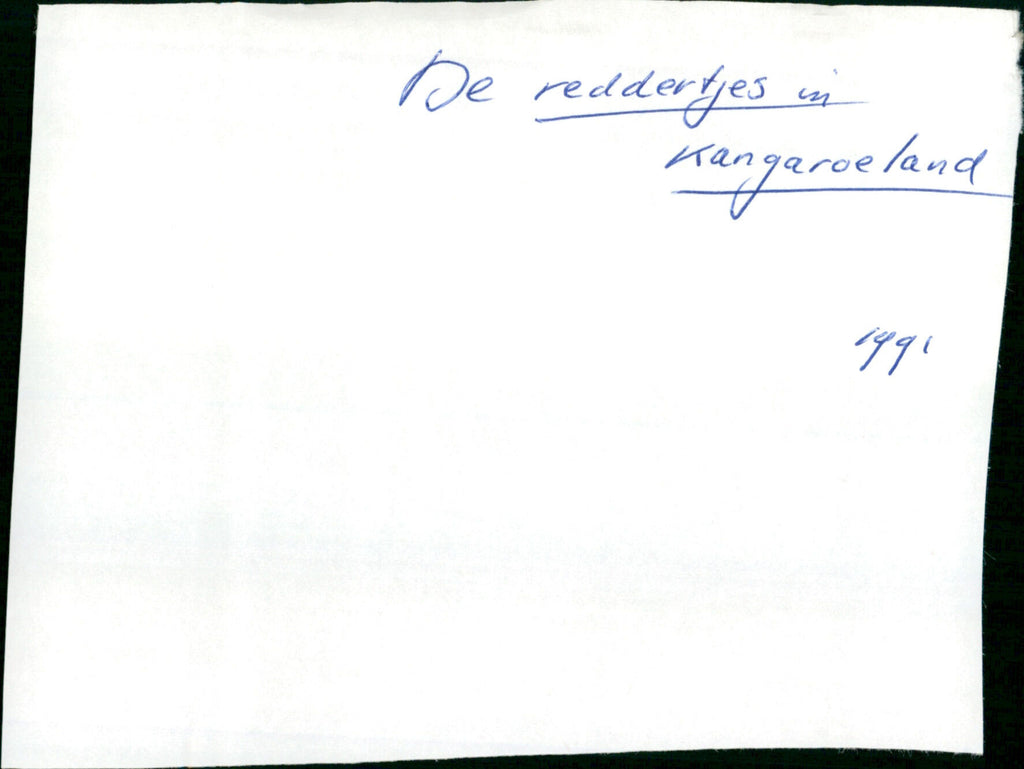 De reddertjes in
Kangaroeland
1991